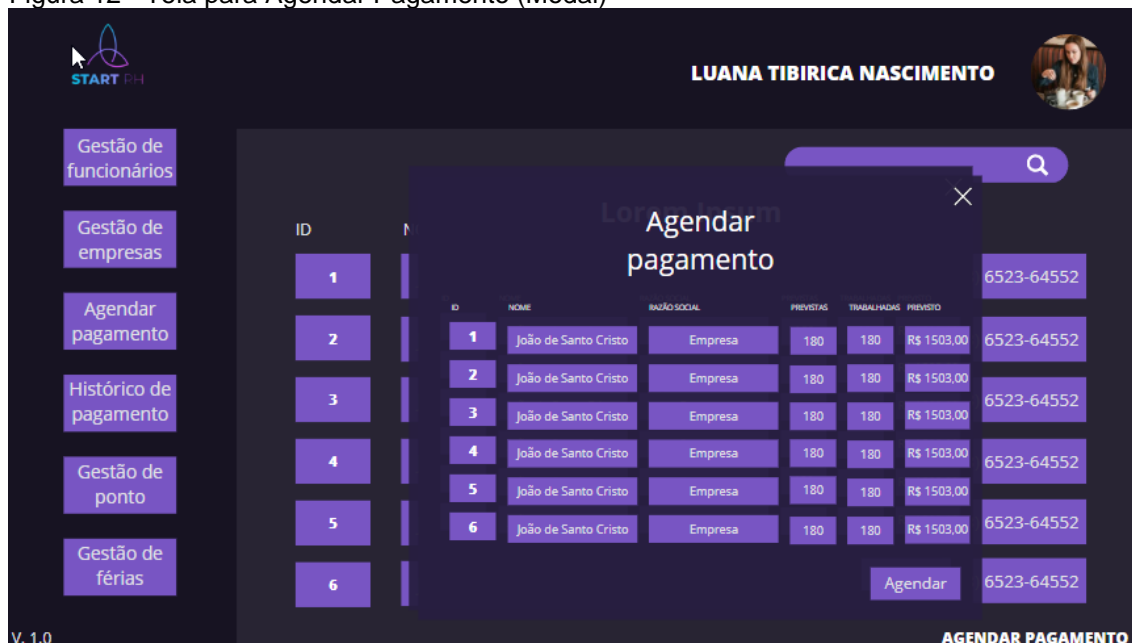 Figura 12 - Tela para Agendar Pagamento (Modal)
START RH
LUANA TIBIRICA NASCIMENTO
Gestão de
funcionários
Gestão de
empresas
Agendar
pagamento
Histórico de
pagamento
Gestão de
ponto
Gestão de
férias
ID N
1 6523-64552
2 6523-64552
3 6523-64552
4 6523-64552
5 6523-64552
6 6523-64552
Lorem Ipsum
Agendar
pagamento
ID NOME RAZÃO SOCIAL PREVISTAS TRABALHADAS PREVISTO
1 João de Santo Cristo Empresa 180 180 R$ 1503,00
2 João de Santo Cristo Empresa 180 180 R$ 1503,00
3 João de Santo Cristo Empresa 180 180 R$ 1503,00
4 João de Santo Cristo Empresa 180 180 R$ 1503,00
5 João de Santo Cristo Empresa 180 180 R$ 1503,00
6 João de Santo Cristo Empresa 180 180 R$ 1503,00
Agendar
V. 1.0
AGENDAR PAGAMENTO